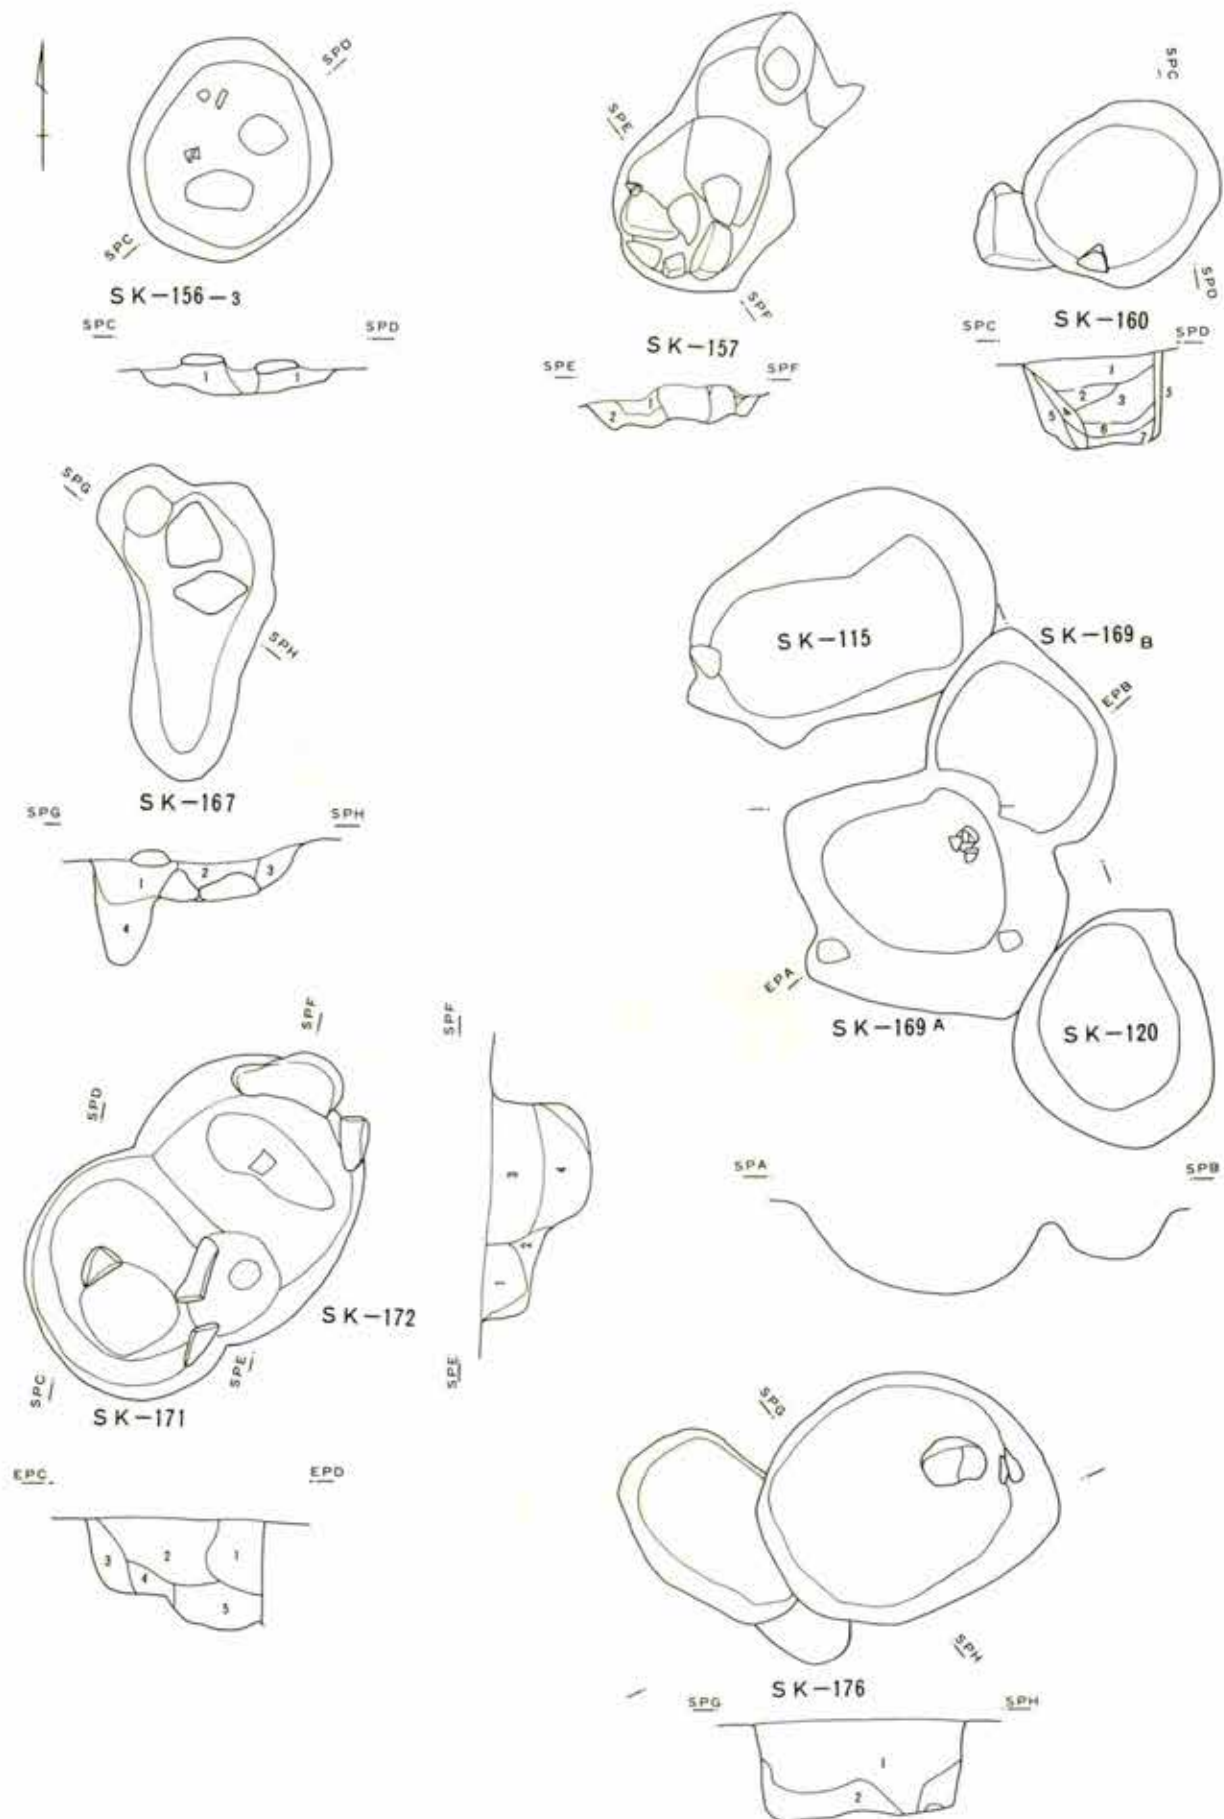 SPD
SPC
SK-156-3
SPC SPD
1 1
SPE
SPF
SK-157
SPE SPF
1
2
SPC
SPD
SK-160
SPC SPD
1
2
3
4
5
5
6
7
SPG
SPH
SK-167
SPG SPH
1
2
3
4
SK-115
SK-169B
EPB
EPA
SK-169A
SK-120
SPA SPB
SPF
SPD
SK-172
SPE
SPC
SK-171
SPF
3
4
2
1
SPE
EPC EPD
3
2
1
4
5
SPG
SPH
SK-176
SPG SPH
1
2